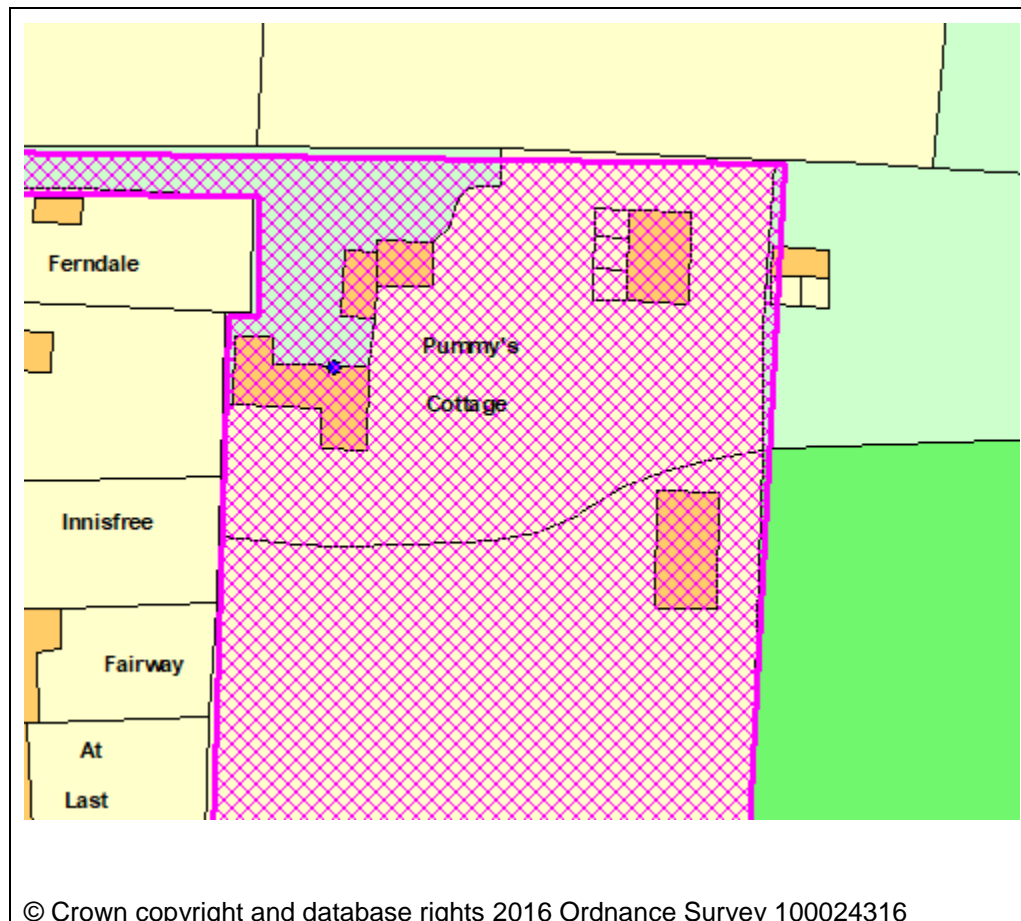 Ferndale
Pummy's
Cottage
Innisfree
Fairway
At
Last
© Crown copyright and database rights 2016 Ordnance Survey 100024316